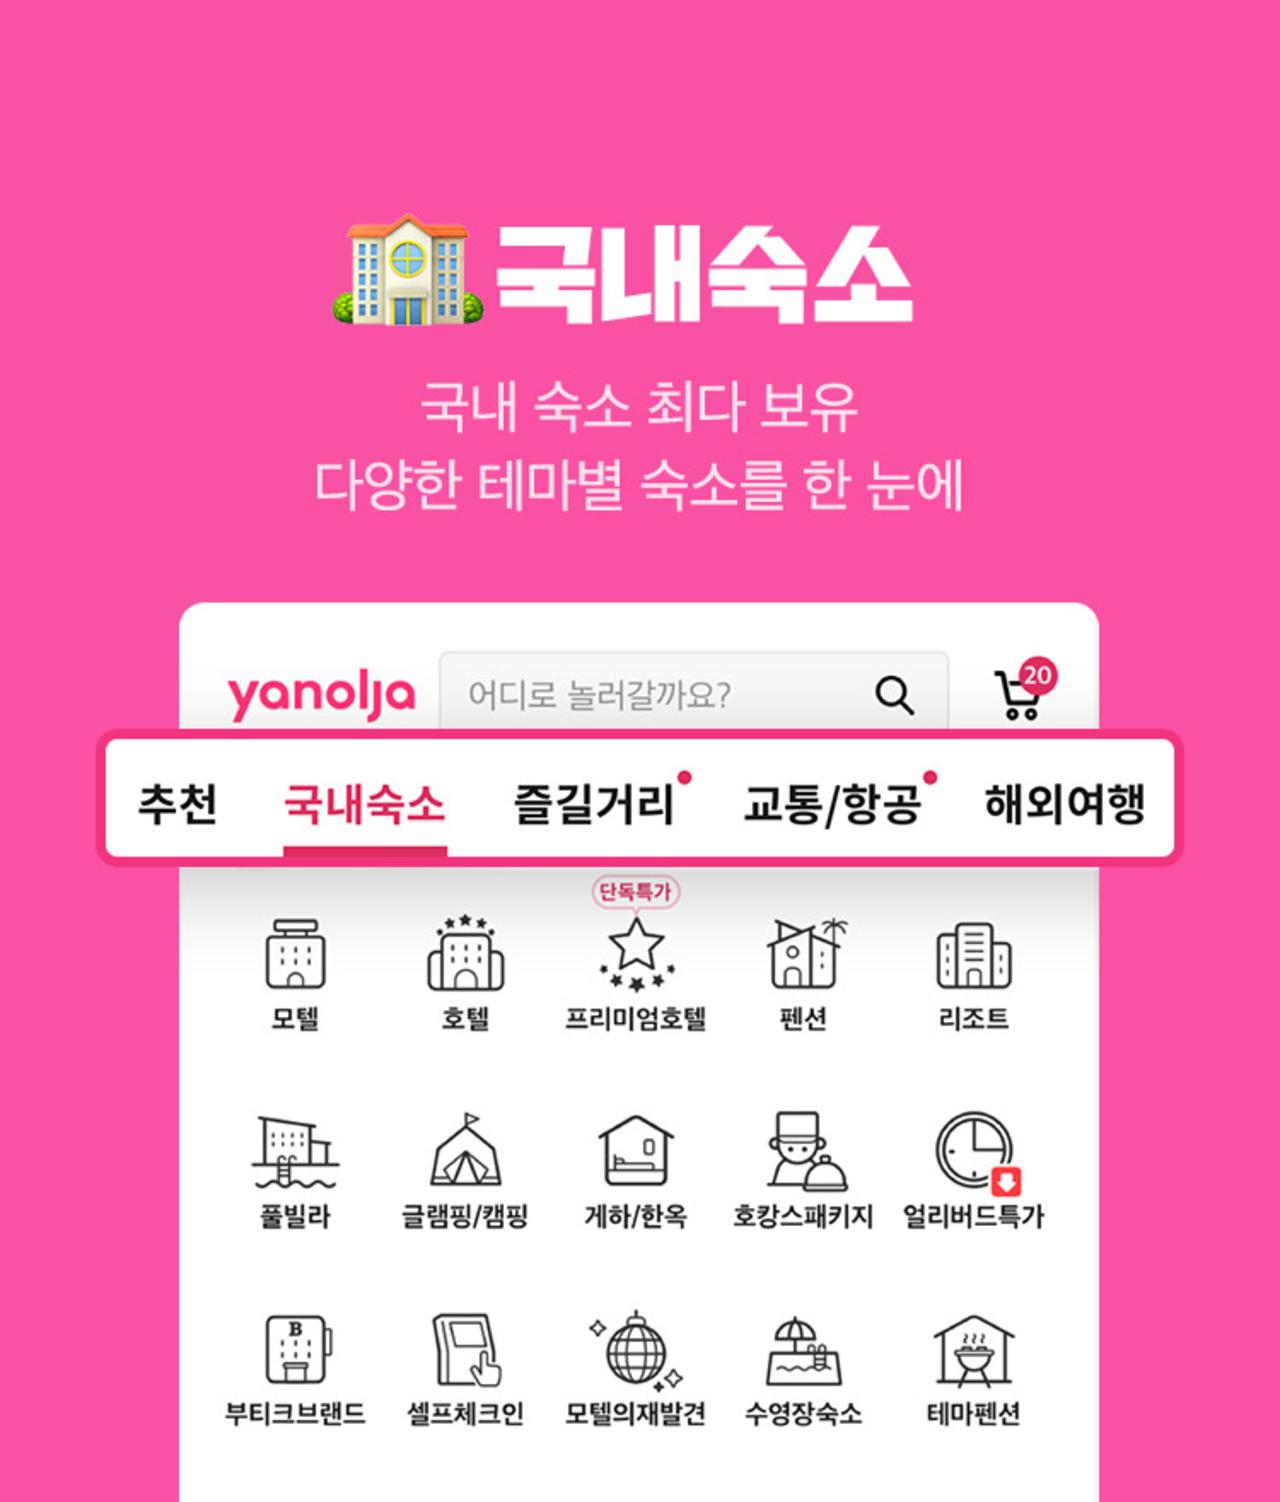 국내숙소
국내 숙소 최다 보유
다양한 테마별 숙소를 한 눈에
yanolja 어디로 놀러갈까요? 20
추천 국내숙소 즐길거리 교통/항공 해외여행
단독특가
모텔 호텔 프리미엄호텔 펜션 리조트
풀빌라 글램핑/캠핑 게하/한옥 호캉스패키지 얼리버드특가
B
부티크브랜드 셀프체크인 모텔의재발견 수영장숙소 테마펜션